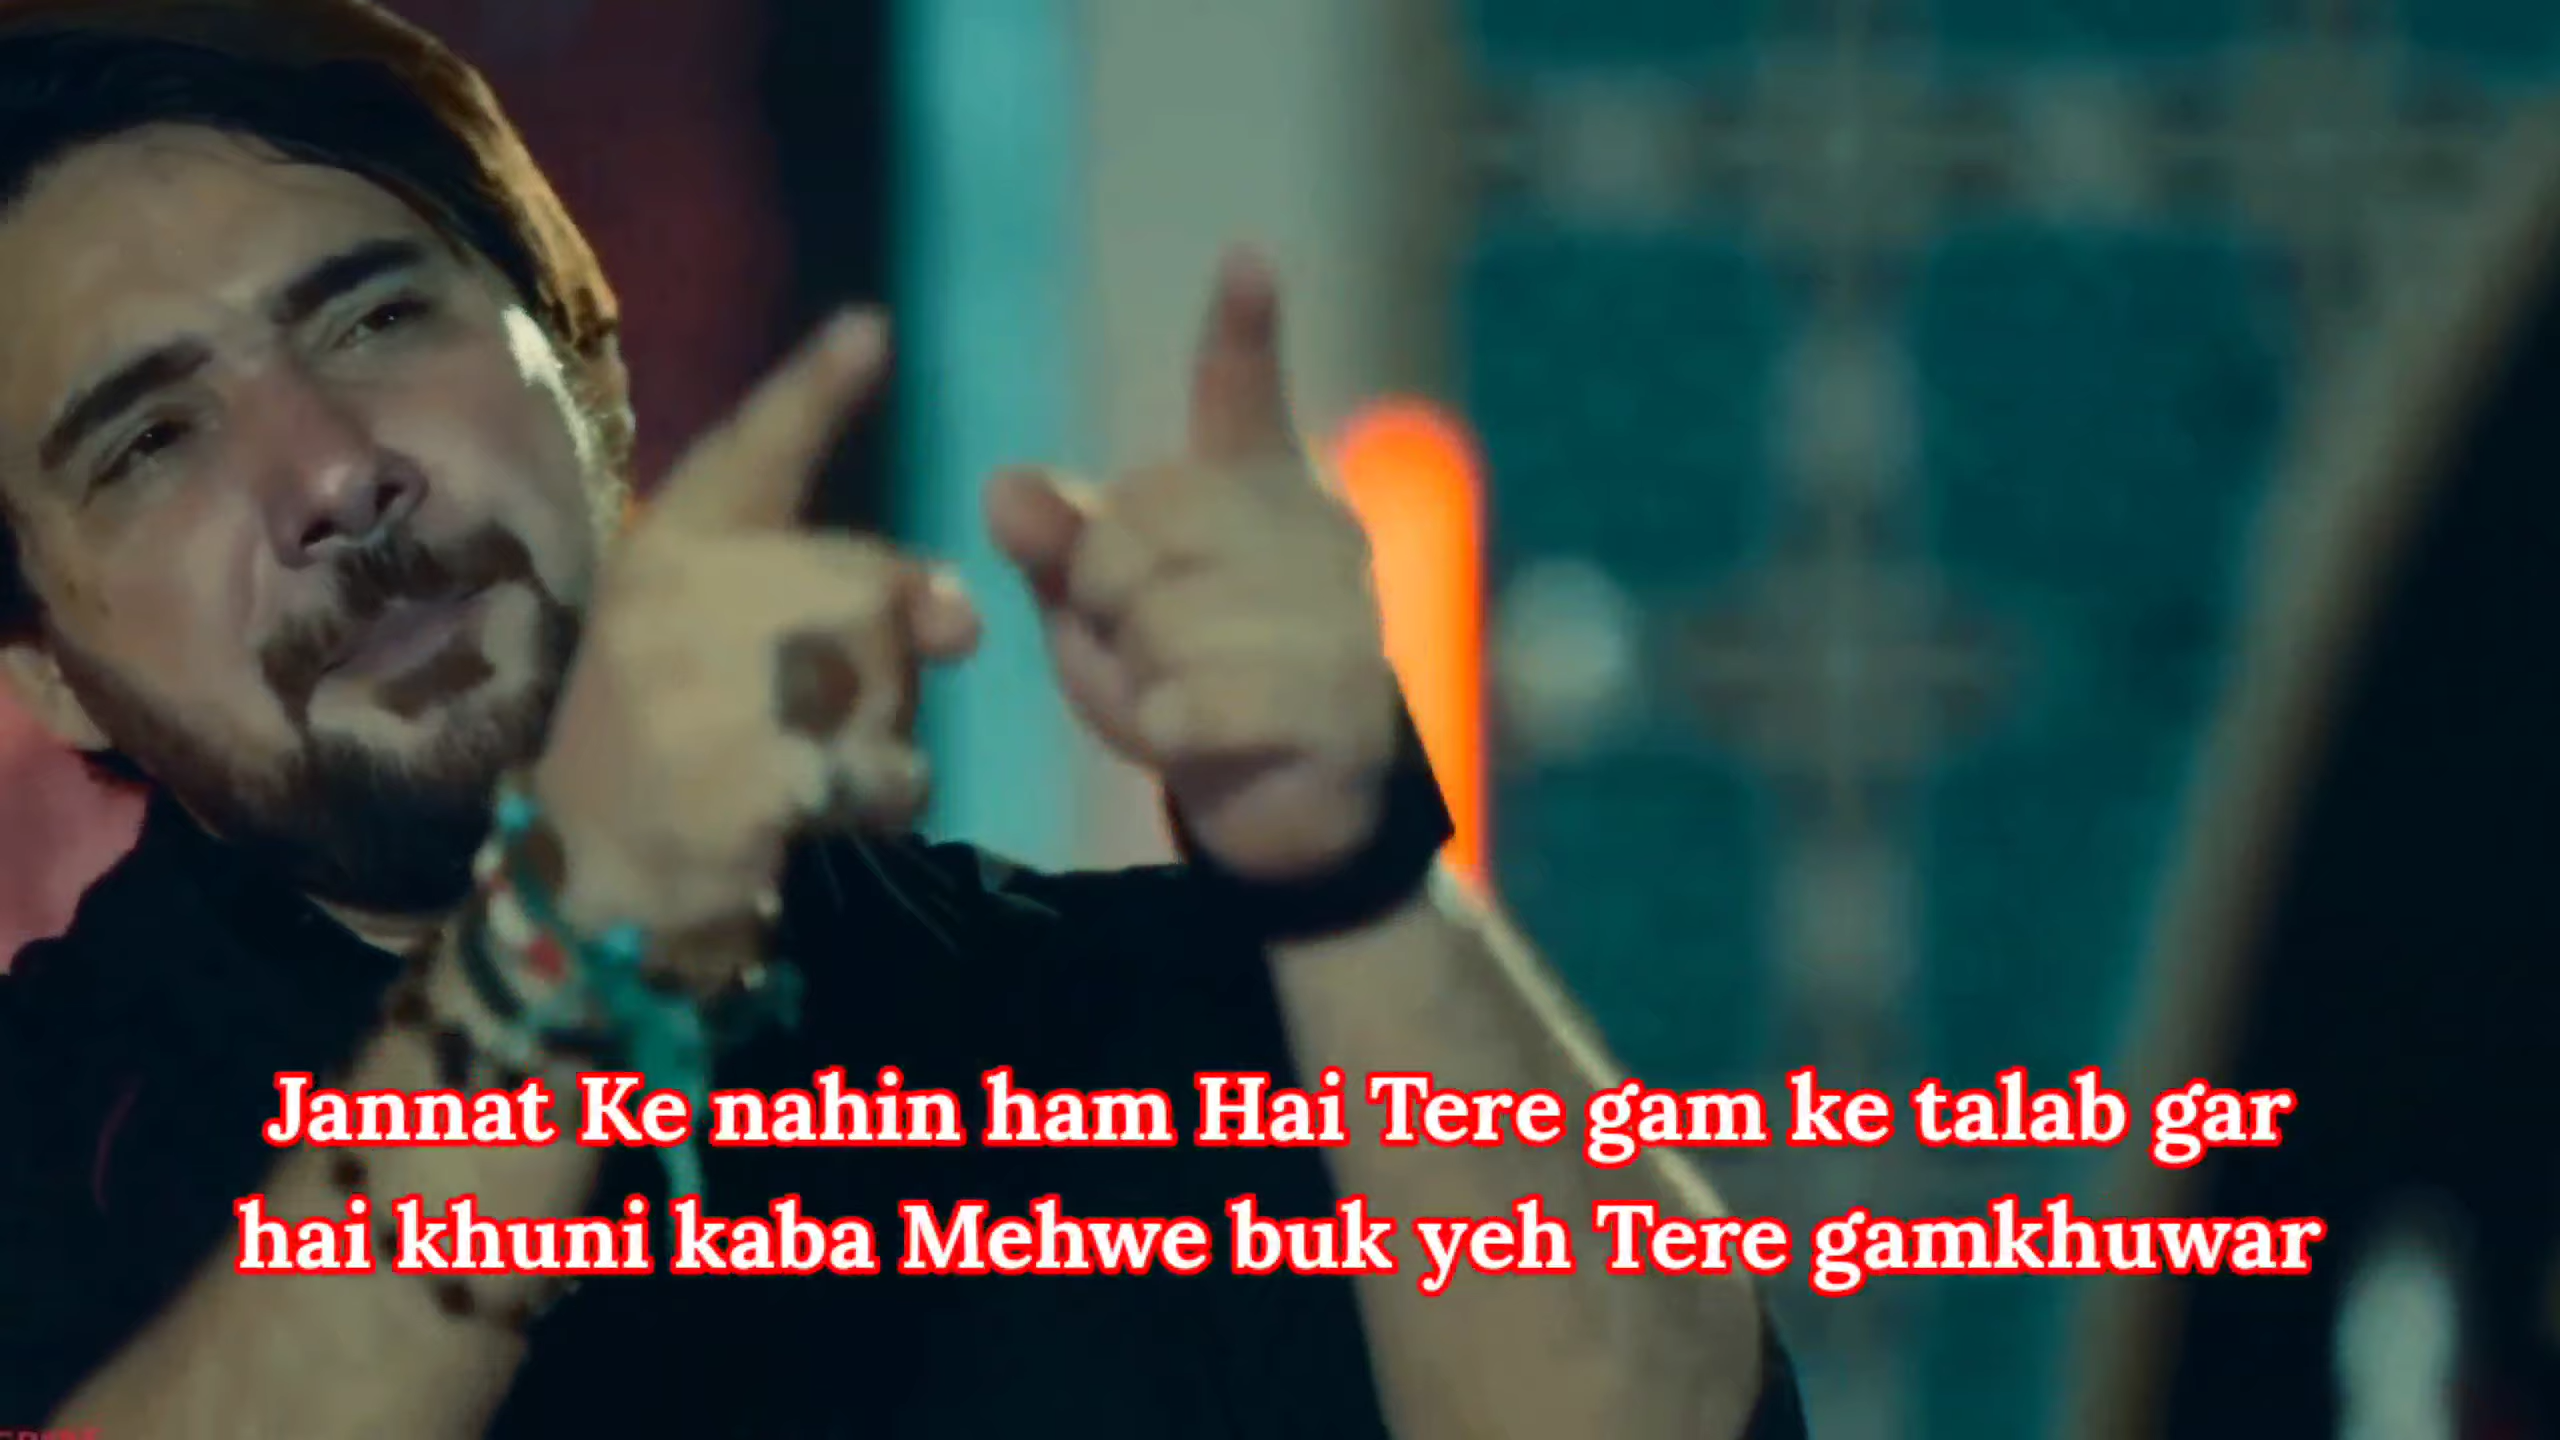 Jannat Ke nahin ham Hai Tere gam ke talab gar
hai khuni kaba Mehwe buk yeh Tere gamkhuwar